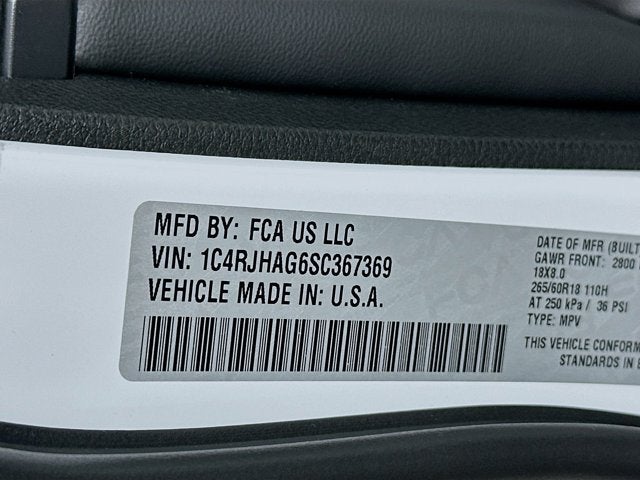 MFD BY: FCA US LLC
VIN: 1C4RJHAG6SC367369
VEHICLE MADE IN: U.S.A.
DATE OF MFR (BUILT
GAWR FRONT: 2800
18X8.0
265/60R18 110H
AT 250 kPa / 36 PSI
TYPE: MPV
THIS VEHICLE CONFORM
STANDARDS IN